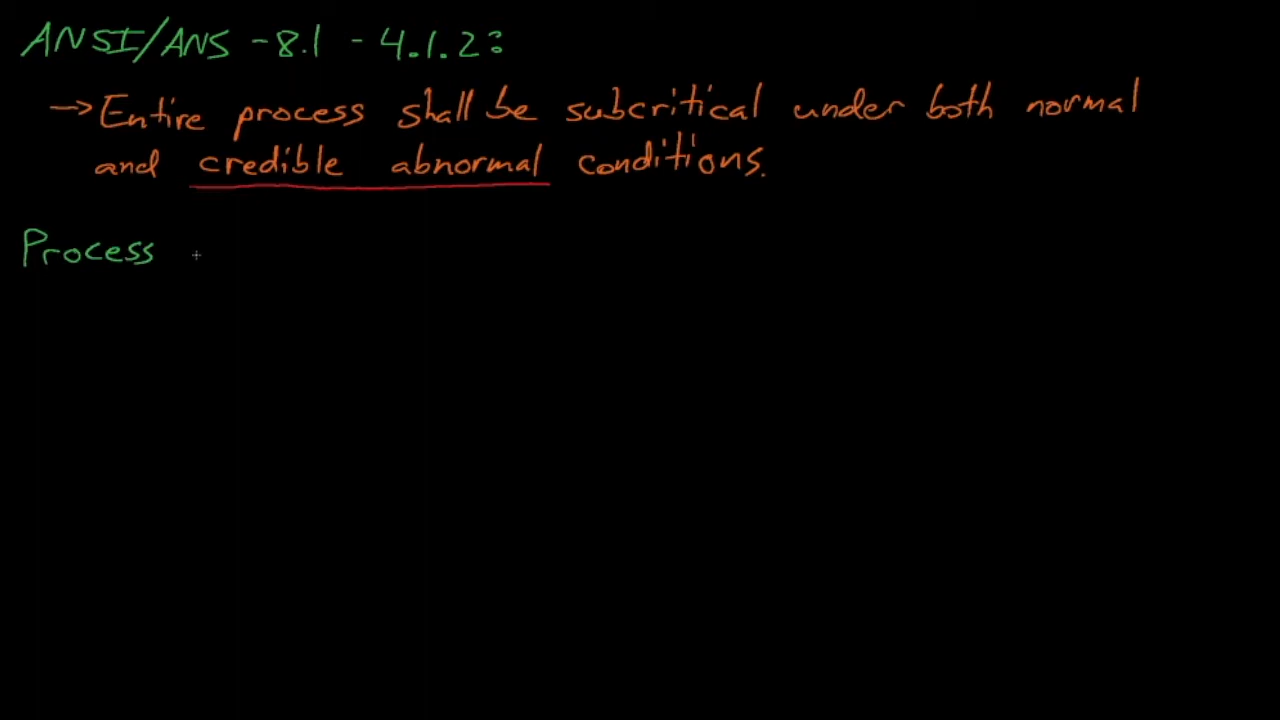 ANSI/ANS -8.1 - 4.1.2:
→ Entire process shall be subcritical under both normal
and credible abnormal conditions.
Process